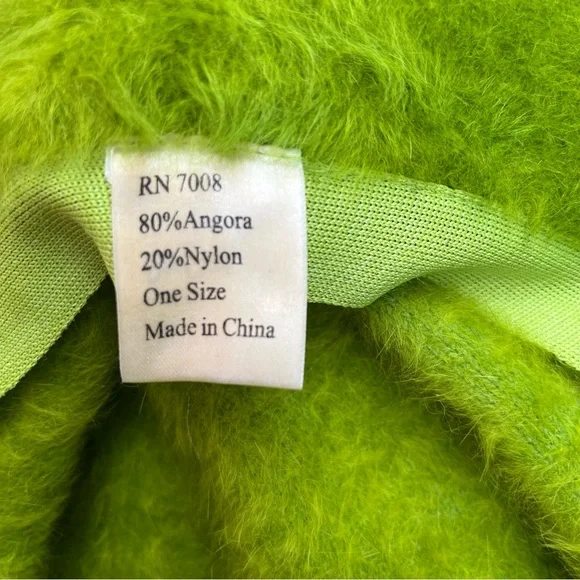 RN 7008
80%Angora
20%Nylon
One Size
Made in China